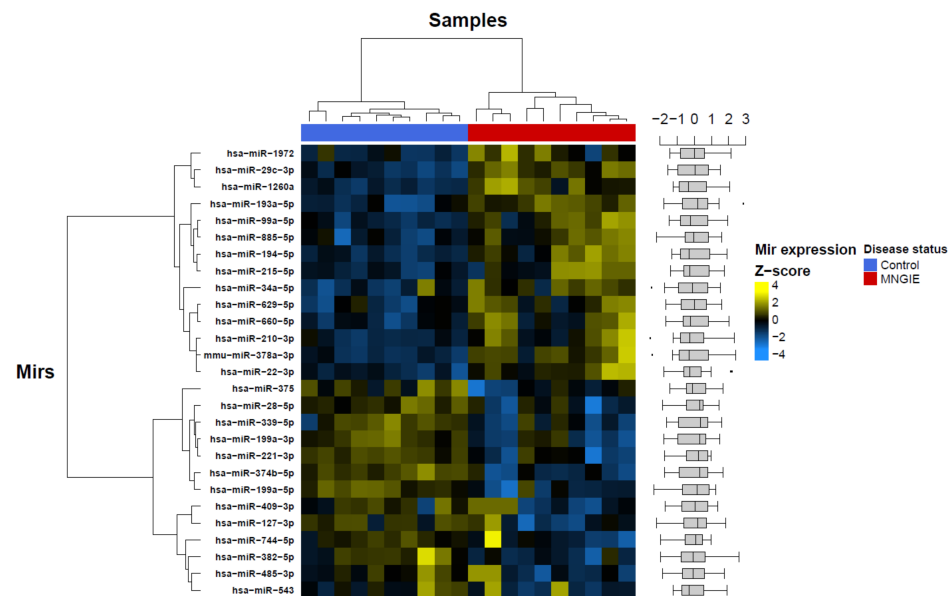 Samples
−2−1 0 1 2 3
hsa−miR−1972
hsa−miR−29c−3p
hsa−miR−1260a
hsa−miR−193a−5p
hsa−miR−99a−5p
hsa−miR−885−5p
hsa−miR−194−5p
hsa−miR−215−5p
hsa−miR−34a−5p
hsa−miR−629−5p
hsa−miR−660−5p
hsa−miR−210−3p
mmu−miR−378a−3p
hsa−miR−22−3p
hsa−miR−375
hsa−miR−28−5p
hsa−miR−339−5p
hsa−miR−199a−3p
hsa−miR−221−3p
hsa−miR−374b−5p
hsa−miR−199a−5p
hsa−miR−409−3p
hsa−miR−127−3p
hsa−miR−744−5p
hsa−miR−382−5p
hsa−miR−485−3p
hsa−miR−543
Mirs
Mir expression
Z−score
4
2
0
−2
−4
Disease status
Control
MNGIE